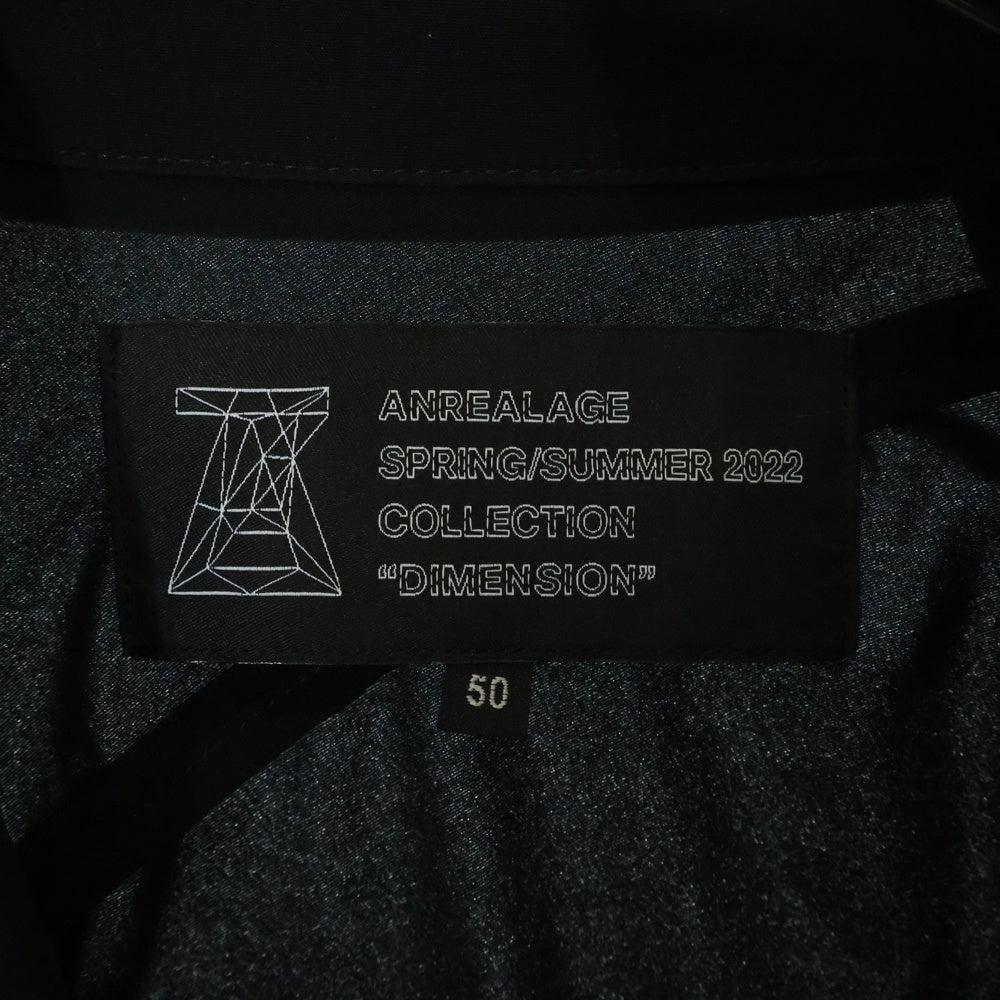 ANREALAGE
SPRING/SUMMER 2022
COLLECTION
“DIMENSION”
50